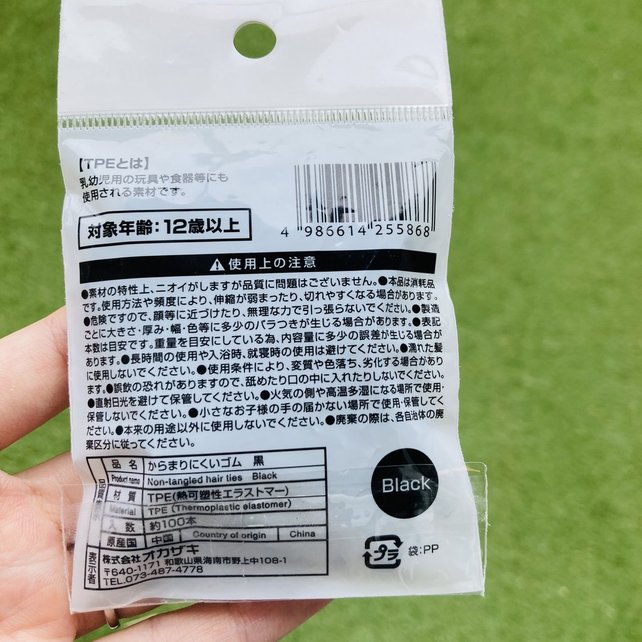 【TPEとは】
乳幼児用の玩具や食器等にも
使用される素材です。
対象年齢:12歳以上
4 986614 255868
使用上の注意
●素材の特性上、ニオイがしますが品質に問題はございません。●本品は消耗品
です。使用方法や頻度により、伸縮が弱まったり、切れやすくなる場合があります。
●危険ですので、顔等に近づけたり、無理な力で引っ張らないでください。●製造
ごとに大きさ・厚み・幅・色等に多少のバラつきが生じる場合があります。●表記
本数は目安です。重量を目安にしている為、内容量に多少の誤差が生じる場合が
あります。●長時間の使用や入浴時、就寝時の使用は避けてください。●濡れた髪
に使用しないでください。●使用条件により、変質や色落ち、劣化する場合があり
ます。●誤飲の恐れがありますので、舐めたり口の中に入れたりしないでください。
●直射日光を避けて保管してください。●火気の側や高温多湿になる場所で使用・
保管しないでください。●小さなお子様の手の届かない場所で使用・保管してくだ
さい。●本来の用途以外に使用しないでください。●廃棄の際は、各自治体の廃
棄区分に従ってください。
品名 からまりにくいゴム 黒
Product name Non-tangled hair ties Black
材質 TPE(熱可塑性エラストマー)
Material TPE (Thermoplastic elastomer)
入数 約100本
原産国 中国 Country of origin China
表示者 株式会社オカザキ
〒640-1171 和歌山県海南市野上中108-1
TEL.073-487-4778
Black
プラ 袋:PP